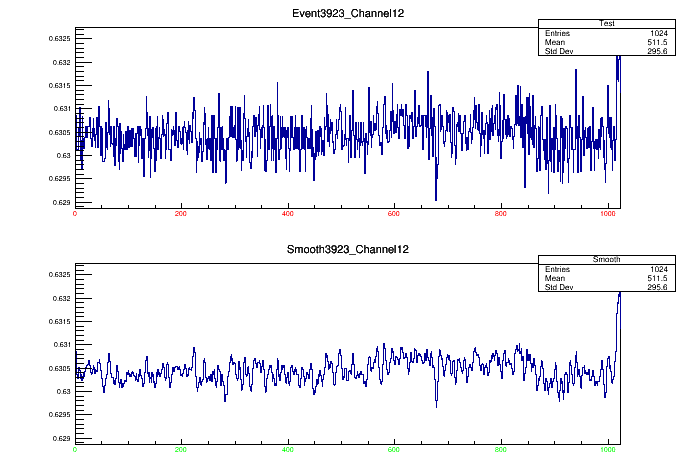 Event3923_Channel12
Test
Entries 1024
Mean 511.5
Std Dev 295.6
0.6325
0.632
0.6315
0.631
0.6305
0.63
0.6295
0.629
0 200 400 600 800 1000
Smooth3923_Channel12
Smooth
Entries 1024
Mean 511.5
Std Dev 295.6
0.6325
0.632
0.6315
0.631
0.6305
0.63
0.6295
0.629
0 200 400 600 800 1000